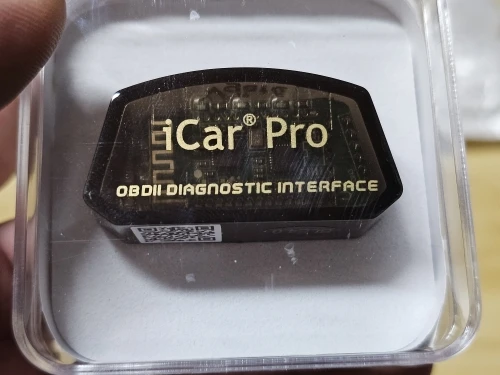 iCar® Pro
OBDII DIAGNOSTIC INTERFACE